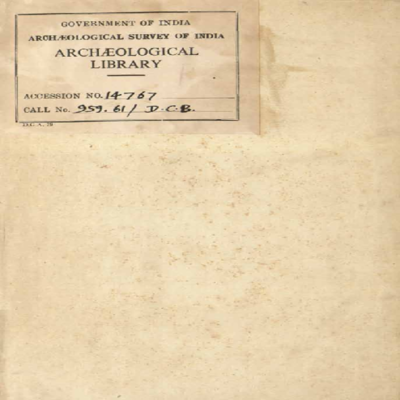 GOVERNMENT OF INDIA
ARCHÆOLOGICAL SURVEY OF INDIA
ARCHÆOLOGICAL
LIBRARY
ACCESSION NO. 14767
CALL No. 959.61/ D.C.B.